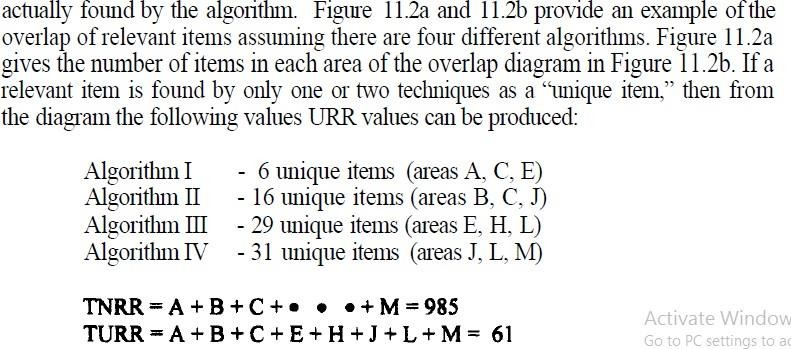 actually found by the algorithm. Figure 11.2a and 11.2b provide an example of the
overlap of relevant items assuming there are four different algorithms. Figure 11.2a
gives the number of items in each area of the overlap diagram in Figure 11.2b. If a
relevant item is found by only one or two techniques as a “unique item,” then from
the diagram the following values URR values can be produced:
Algorithm I - 6 unique items (areas A, C, E)
Algorithm II - 16 unique items (areas B, C, J)
Algorithm III - 29 unique items (areas E, H, L)
Algorithm IV - 31 unique items (areas J, L, M)
TNRR = A + B + C + • • • + M = 985
TURR = A + B + C + E + H + J + L + M = 61
Activate Window
Go to PC settings to ac